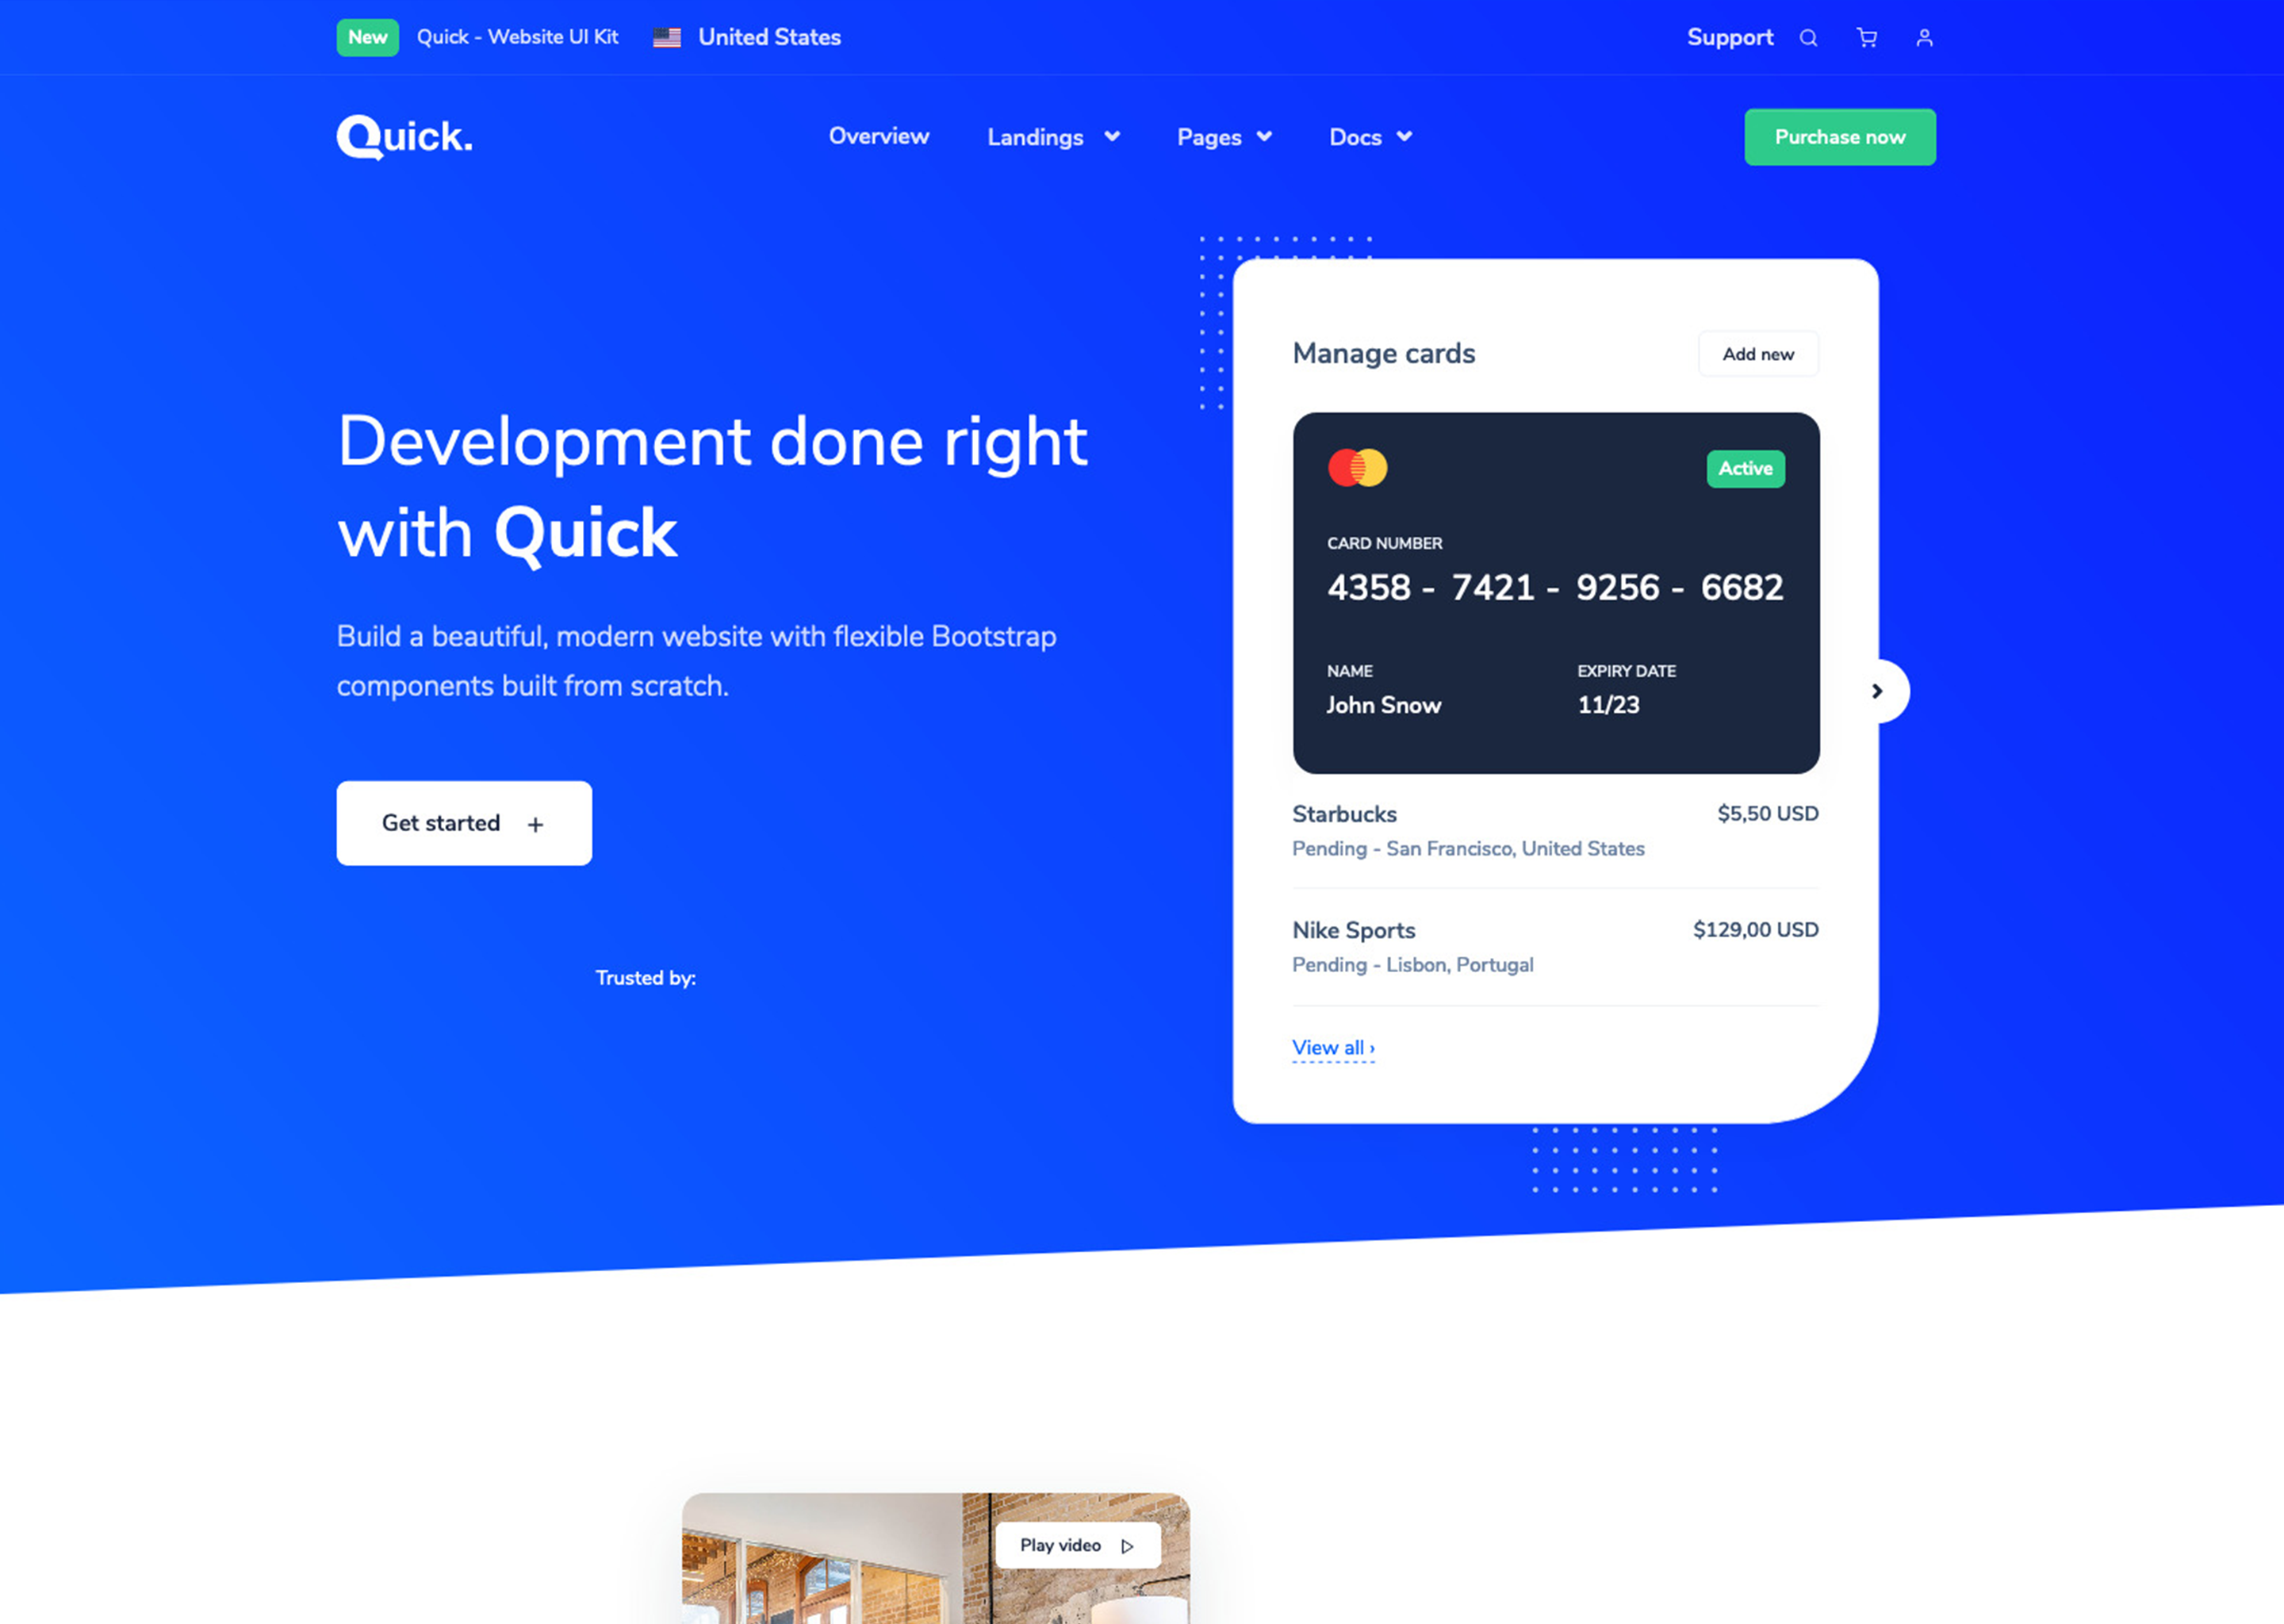 New Quick - Website UI Kit United States Support
Quick. Overview Landings Pages Docs Purchase now
Development done right
with Quick
Build a beautiful, modern website with flexible Bootstrap
components built from scratch.
Get started +
Trusted by:
Manage cards Add new
Active
CARD NUMBER
4358 - 7421 - 9256 - 6682
NAME EXPIRY DATE
John Snow 11/23
Starbucks $5,50 USD
Pending - San Francisco, United States
Nike Sports $129,00 USD
Pending - Lisbon, Portugal
View all ›
Play video